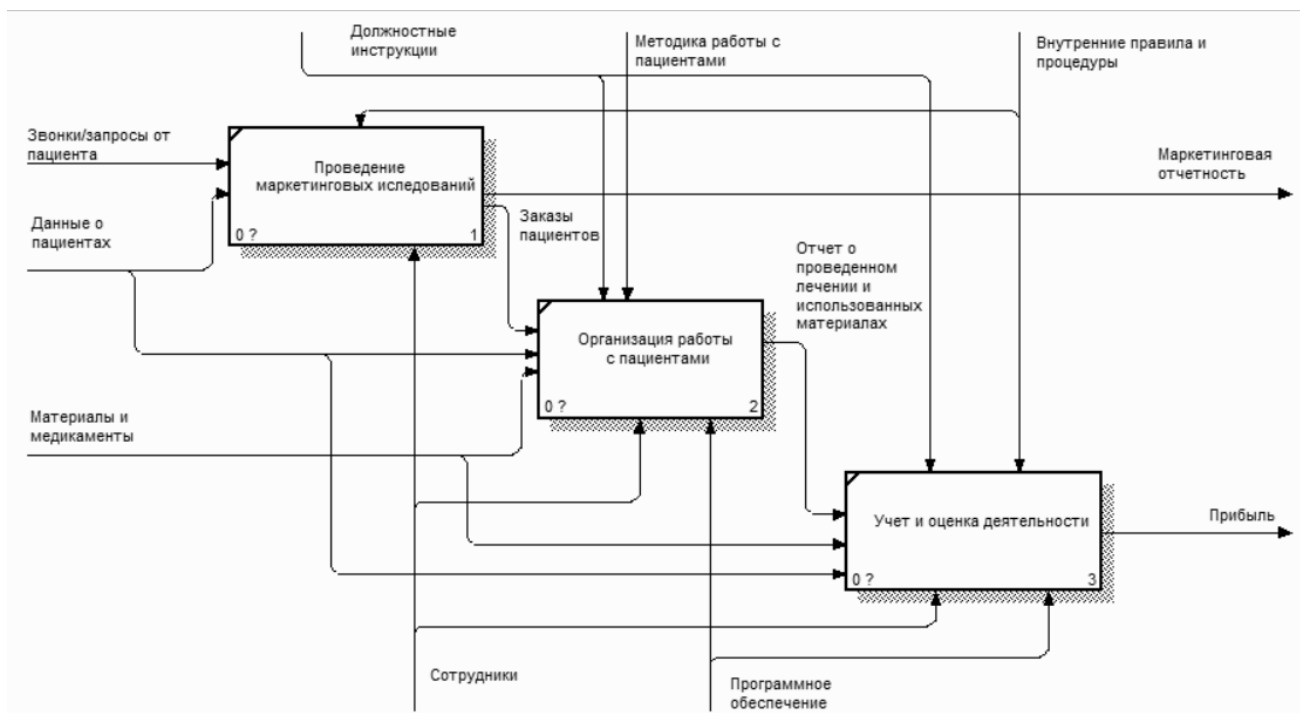 Должностные
инструкции
Методика работы с
пациентами
Внутренние правила и
процедуры
Звонки/запросы от
пациента
Проведение
маркетинговых иследований
0 ?
1
Маркетинговая
отчетность
Данные о
пациентах
Заказы
пациентов
Отчет о
проведенном
лечении и
использованных
материалах
Организация работы
с пациентами
0 ?
2
Материалы и
медикаменты
Учет и оценка деятельности
0 ?
3
Прибыль
Сотрудники
Программное
обеспечение